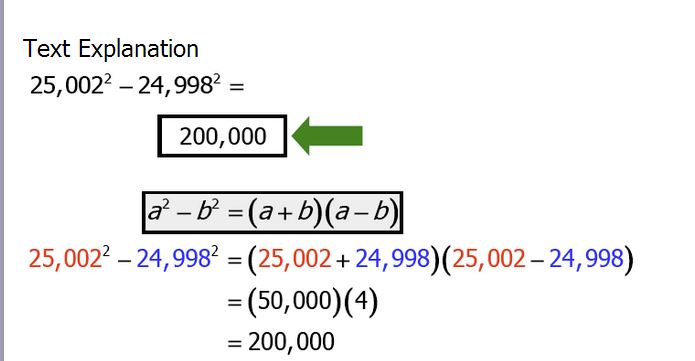 Text Explanation
25,002² – 24,998² =
200,000
a² – b² = (a + b)(a – b)
25,002² – 24,998² = (25,002 + 24,998)(25,002 – 24,998)
= (50,000)(4)
= 200,000